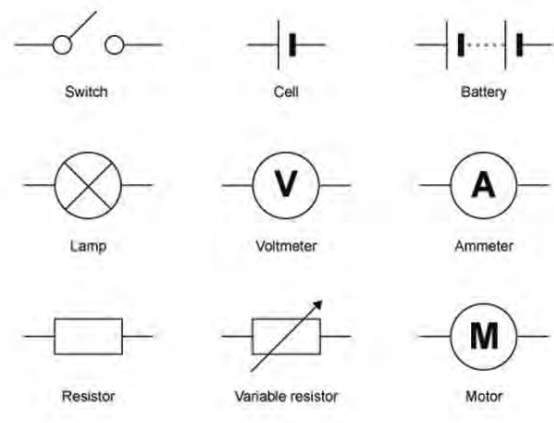 Switch
Cell
Battery
V
A
Lamp
Voltmeter
Ammeter
M
Resistor
Variable resistor
Motor